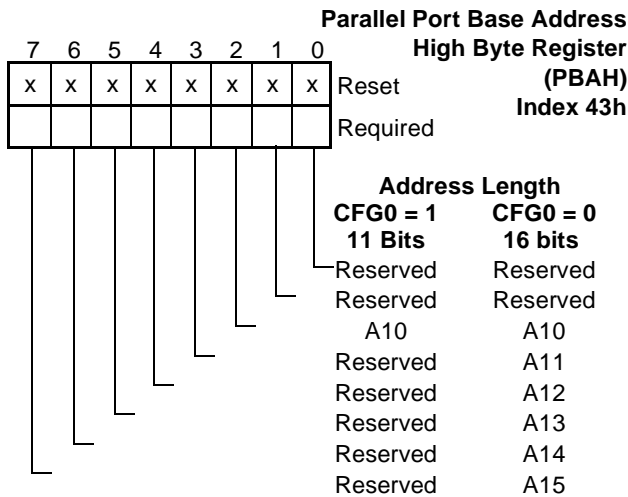 Parallel Port Base Address
High Byte Register
(PBAH)
Index 43h
7 6 5 4 3 2 1 0
x x x x x x x x Reset
Required
Address Length
CFG0 = 1 CFG0 = 0
11 Bits 16 bits
Reserved Reserved
Reserved Reserved
A10 A10
Reserved A11
Reserved A12
Reserved A13
Reserved A14
Reserved A15